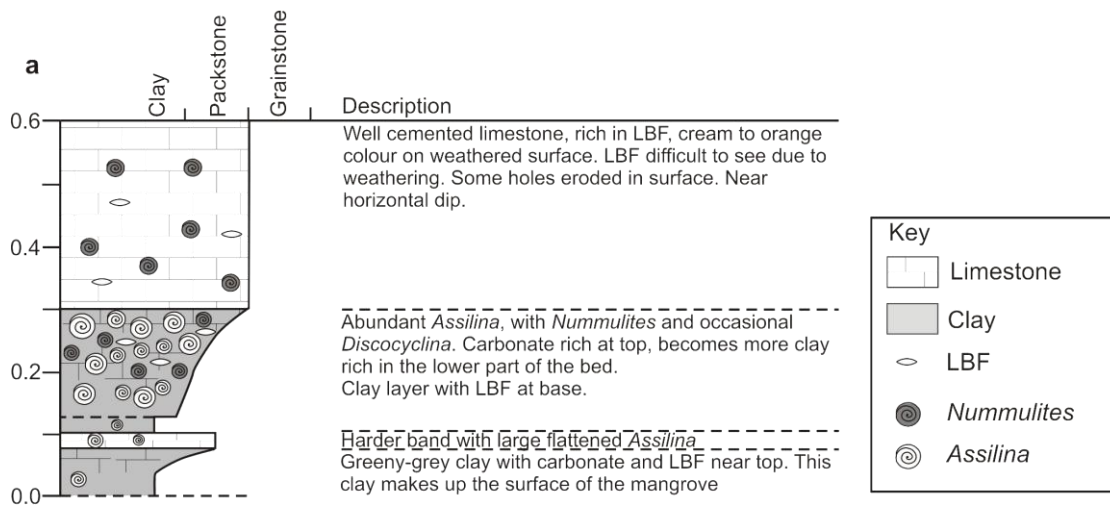 a
Clay
Packstone
Grainstone
Description
0.6
Well cemented limestone, rich in LBF, cream to orange
colour on weathered surface. LBF difficult to see due to
weathering. Some holes eroded in surface. Near
horizontal dip.
0.4
Abundant Assilina, with Nummulites and occasional
Discocyclina. Carbonate rich at top, becomes more clay
rich in the lower part of the bed.
Clay layer with LBF at base.
0.2
Harder band with large flattened Assilina
Greeny-grey clay with carbonate and LBF near top. This
clay makes up the surface of the mangrove
0.0
Key
Limestone
Clay
LBF
Nummulites
Assilina